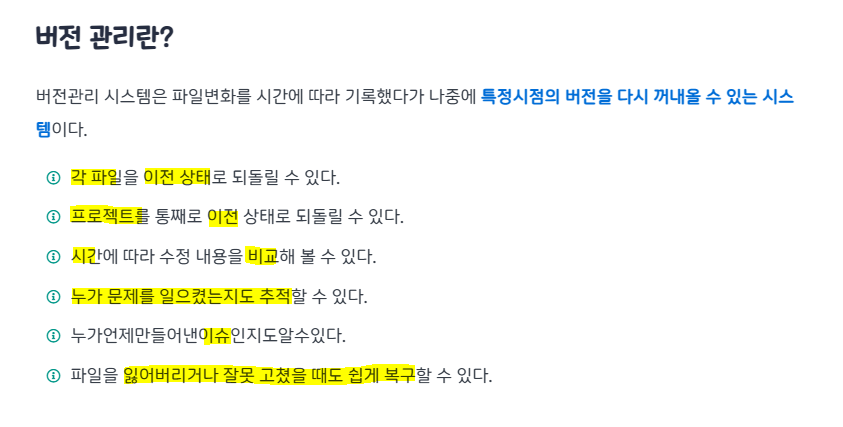 버전 관리란?
버전관리 시스템은 파일변화를 시간에 따라 기록했다가 나중에 특정시점의 버전을 다시 꺼내올 수 있는 시스
템이다.
각 파일을 이전 상태로 되돌릴 수 있다.
프로젝트를 통째로 이전 상태로 되돌릴 수 있다.
시간에 따라 수정 내용을 비교해 볼 수 있다.
누가 문제를 일으켰는지도 추적할 수 있다.
누가언제만들어낸이슈인지도알수있다.
파일을 잃어버리거나 잘못 고쳤을 때도 쉽게 복구할 수 있다.